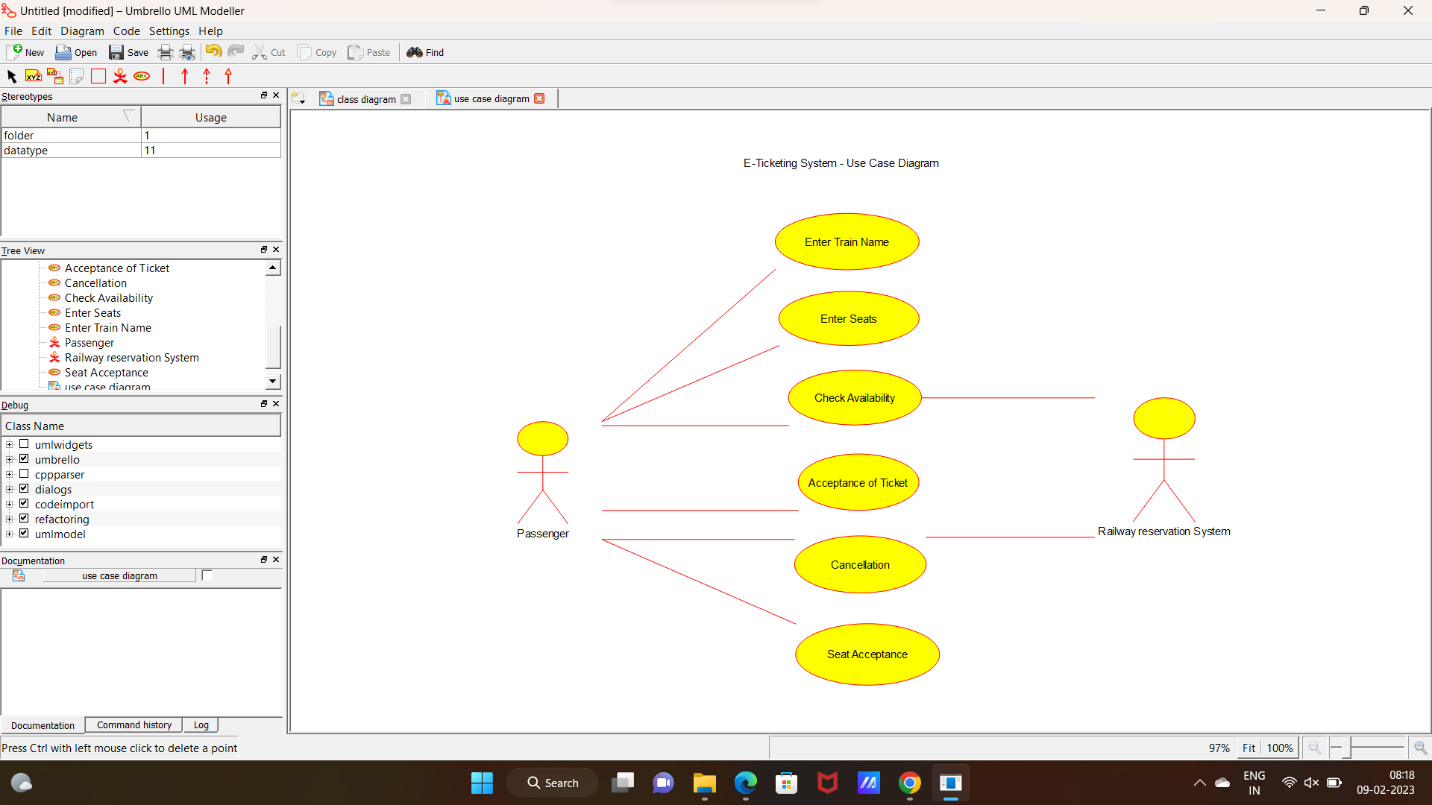 Untitled [modified] – Umbrello UML Modeller
File Edit Diagram Code Settings Help
New Open Save Cut Copy Paste Find
XYZ ABC
Stereotypes
class diagram use case diagram
Name Usage
folder 1
datatype 11
E-Ticketing System - Use Case Diagram
Enter Train Name
Enter Seats
Check Availability
Acceptance of Ticket
Cancellation
Seat Acceptance
Passenger
Railway reservation System
Tree View
Acceptance of Ticket
Cancellation
Check Availability
Enter Seats
Enter Train Name
Passenger
Railway reservation System
Seat Acceptance
use case diagram
Debug
Class Name
umlwidgets
umbrello
cppparser
dialogs
codeimport
refactoring
umlmodel
Documentation
use case diagram
Documentation Command history Log
Press Ctrl with left mouse click to delete a point
97% Fit 100%
Search
ENG
IN
08:18
09-02-2023